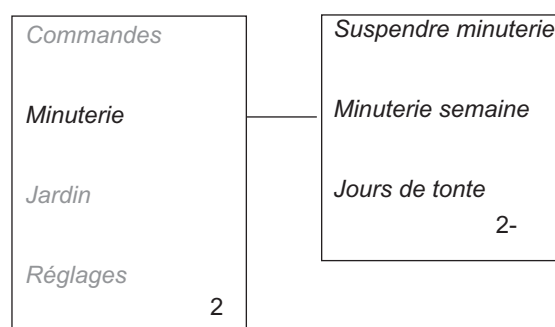 Commandes
Minuterie
Jardin
Réglages
2
Suspendre minuterie
Minuterie semaine
Jours de tonte
2-